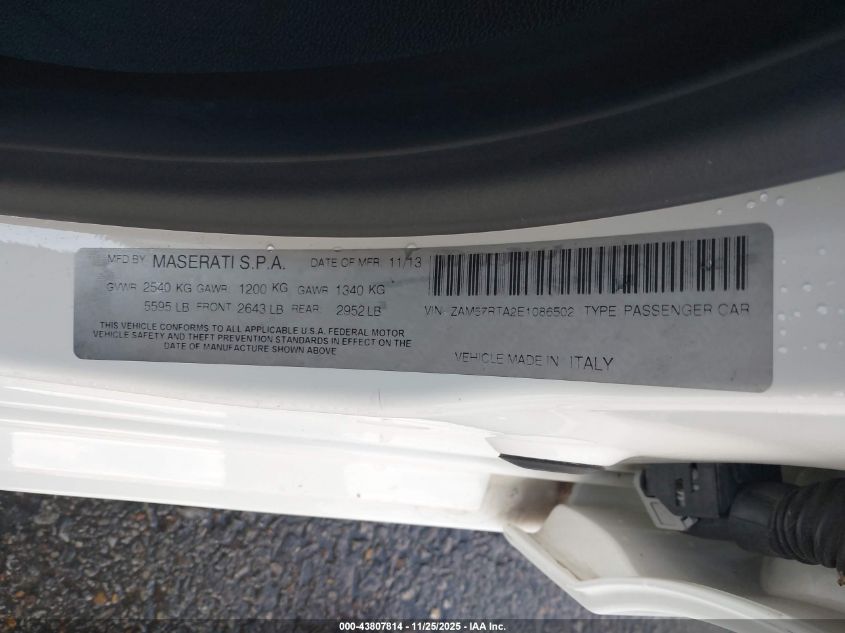 MFD BY MASERATI S.P.A. DATE OF MFR 11/13
GVWR 2540 KG GAWR 1200 KG GAWR 1340 KG
5595 LB FRONT 2643 LB REAR 2952 LB
THIS VEHICLE CONFORMS TO ALL APPLICABLE U.S.A. FEDERAL MOTOR
VEHICLE SAFETY AND THEFT PREVENTION STANDARDS IN EFFECT ON THE
DATE OF MANUFACTURE SHOWN ABOVE
VIN: ZAM57RTA2E1086502 TYPE: PASSENGER CAR
VEHICLE MADE IN ITALY
000-43807814 - 11/25/2025 - © IAA Inc.